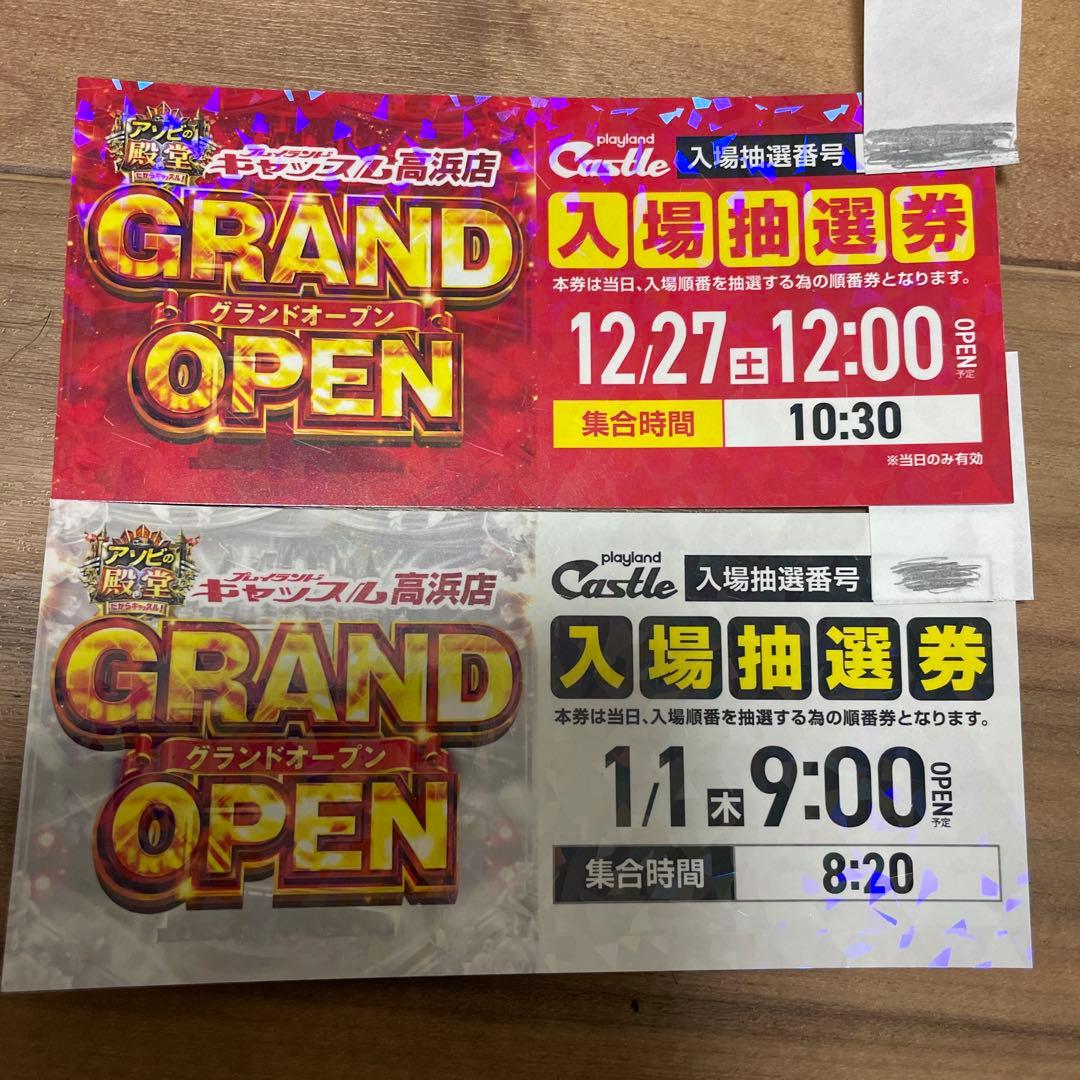 アソビの
殿堂
だからキャッスル!
プレイランド
キャッスル高浜店
GRAND
グランドオープン
OPEN
playland
Castle
入場抽選番号
入場抽選券
本券は当日、入場順番を抽選する為の順番券となります。
12/27土12:00
OPEN
予定
集合時間
10:30
※当日のみ有効
アソビの
殿堂
だからキャッスル!
プレイランド
キャッスル高浜店
GRAND
グランドオープン
OPEN
playland
Castle
入場抽選番号
入場抽選券
本券は当日、入場順番を抽選する為の順番券となります。
1/1木9:00
OPEN
予定
集合時間
8:20